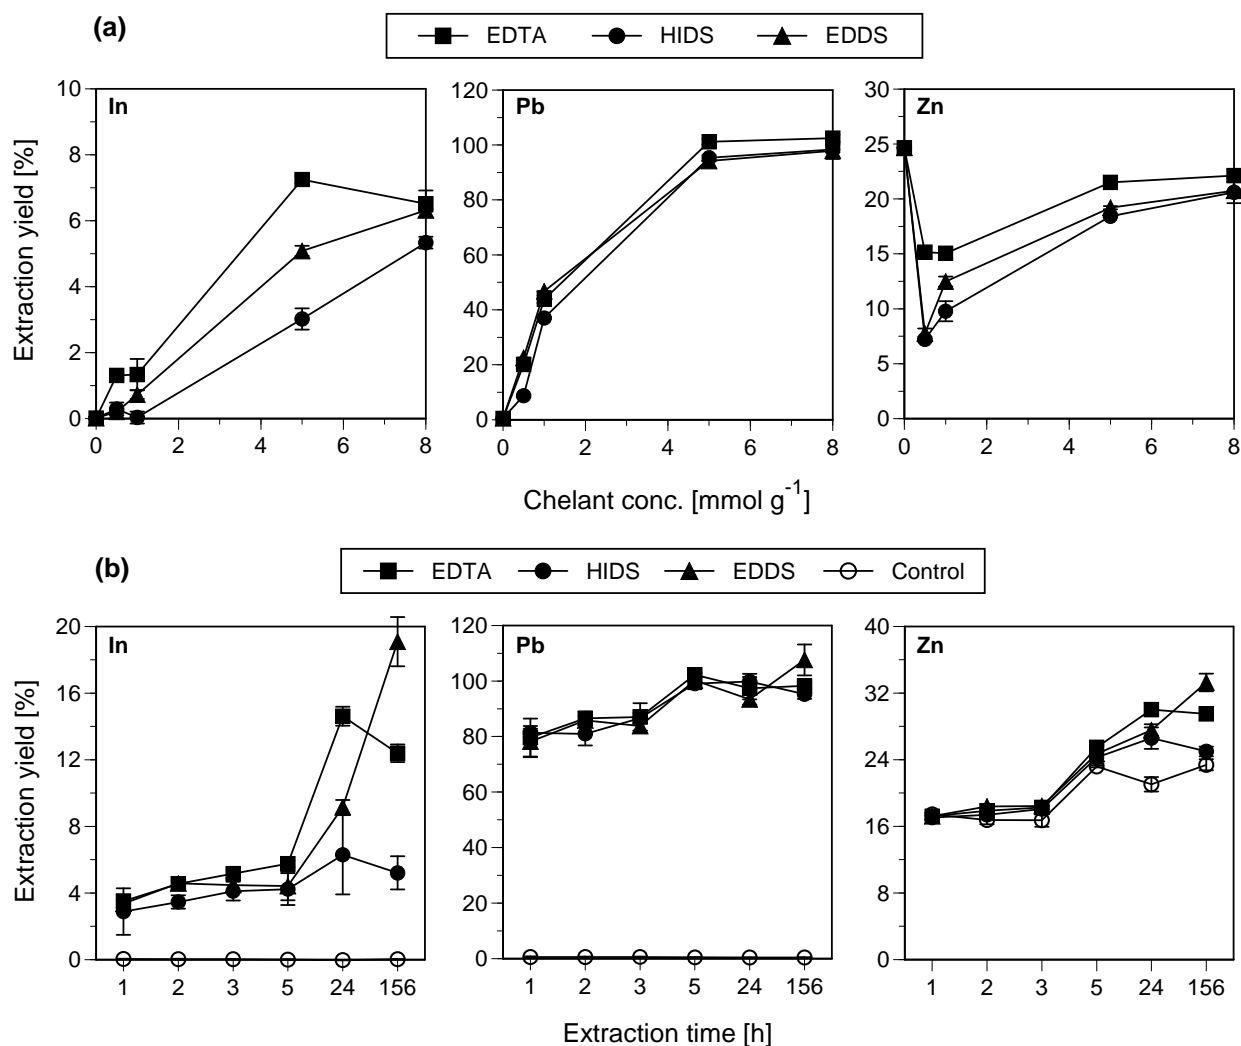 (a)
EDTA HIDS EDDS
In
Pb
Zn
10
8
6
4
2
0
0 2 4 6 8
120
100
80
60
40
20
0
0 2 4 6 8
30
25
20
15
10
5
0
0 2 4 6 8
Extraction yield [%]
Chelant conc. [mmol g⁻¹]
(b)
EDTA HIDS EDDS Control
In
Pb
Zn
20
16
12
8
4
0
1 2 3 5 24 156
120
100
80
60
40
20
0
1 2 3 5 24 156
40
32
24
16
8
0
1 2 3 5 24 156
Extraction yield [%]
Extraction time [h]